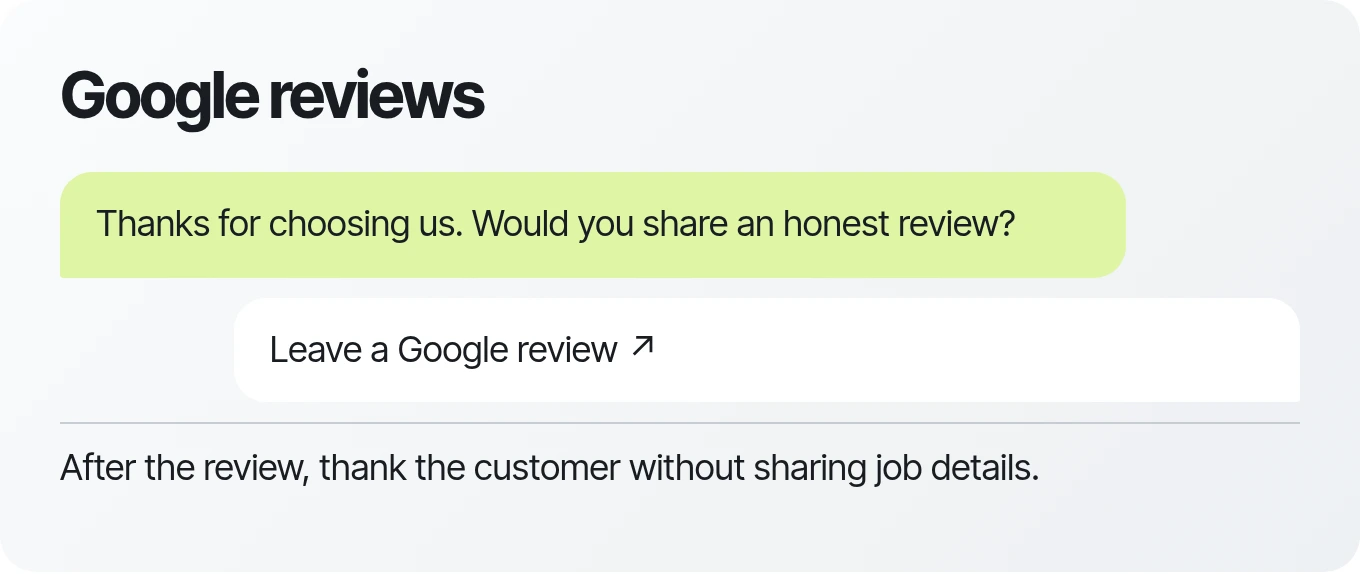 Google reviews
Thanks for choosing us. Would you share an honest review?
Leave a Google review ↗
After the review, thank the customer without sharing job details.